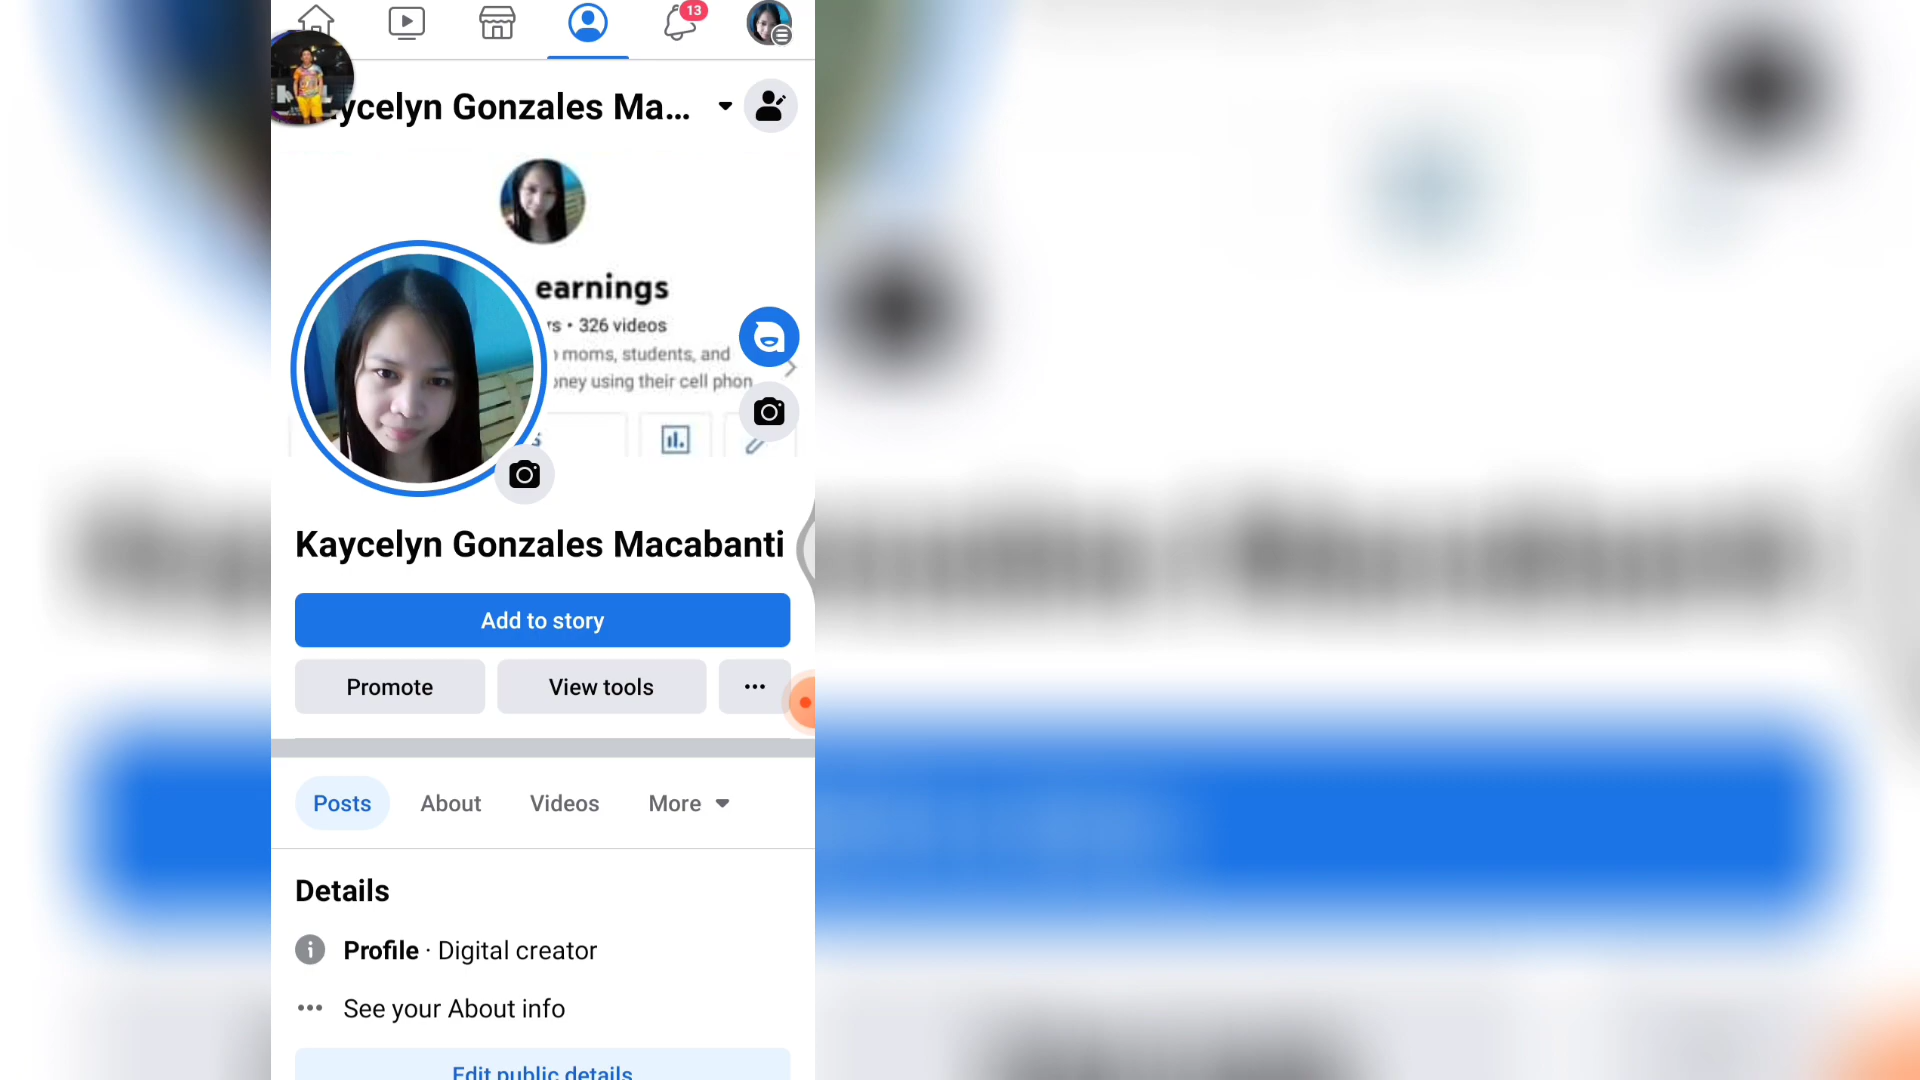 13
ycelyn Gonzales Ma...
earnings
rs • 326 videos
moms, students, and
oney using their cell phon
Kaycelyn Gonzales Macabanti
Add to story
Promote
View tools
Posts
About
Videos
More
Details
Profile · Digital creator
See your About info
Edit public details